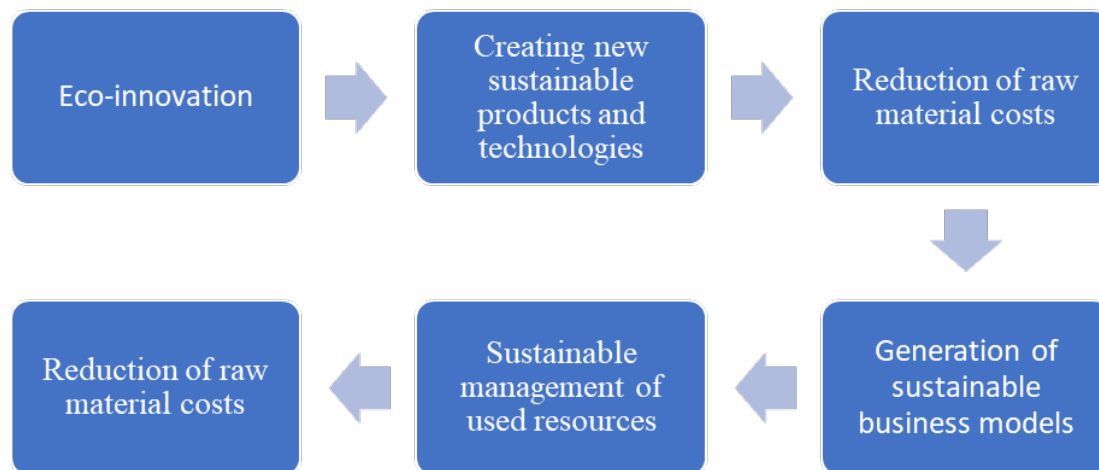 Eco-innovation
Creating new
sustainable
products and
technologies
Reduction of raw
material costs
Generation of
sustainable
business models
Sustainable
management of
used resources
Reduction of raw
material costs